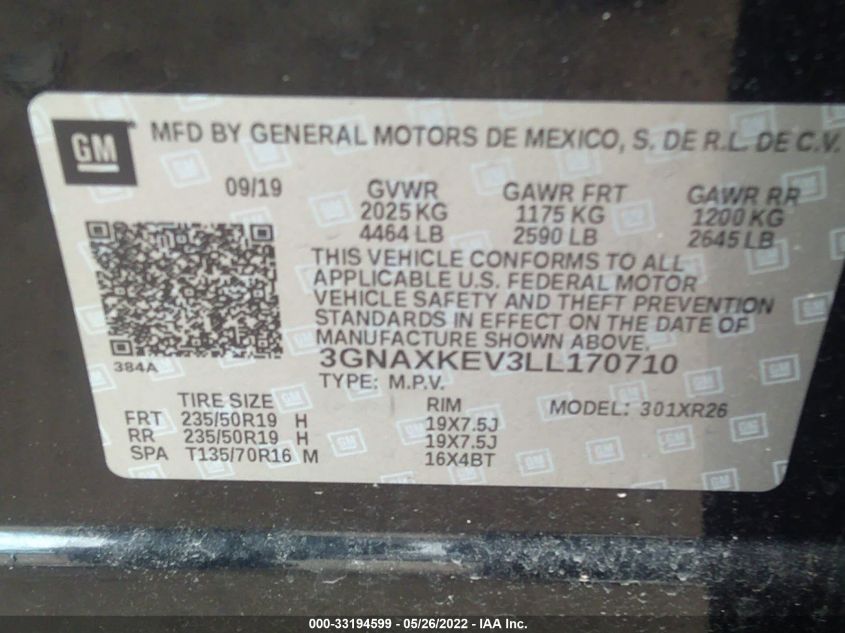 GM MFD BY GENERAL MOTORS DE MEXICO, S. DE R.L. DE C.V.
09/19 GVWR GAWR FRT GAWR RR
2025 KG 1175 KG 1200 KG
4464 LB 2590 LB 2645 LB
THIS VEHICLE CONFORMS TO ALL
APPLICABLE U.S. FEDERAL MOTOR
VEHICLE SAFETY AND THEFT PREVENTION
STANDARDS IN EFFECT ON THE DATE OF
MANUFACTURE SHOWN ABOVE.
384A 3GNAXKEV3LL170710
TYPE: M.P.V.
TIRE SIZE RIM MODEL: 301XR26
FRT 235/50R19 H 19X7.5J
RR 235/50R19 H 19X7.5J
SPA T135/70R16 M 16X4BT
000-33194599 - 05/26/2022 - IAA Inc.